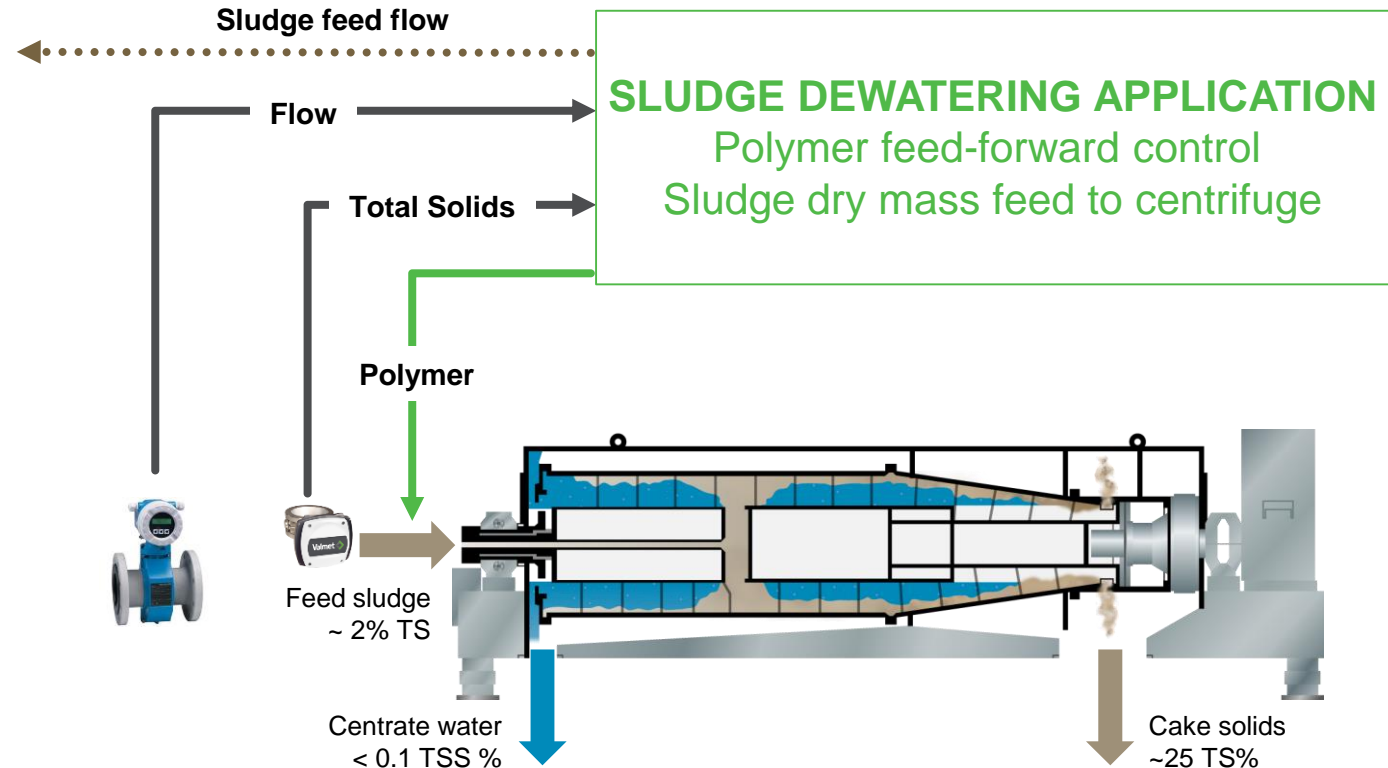 Sludge feed flow
Flow
SLUDGE DEWATERING APPLICATION
Polymer feed-forward control
Sludge dry mass feed to centrifuge
Total Solids
Polymer
Valmet
Feed sludge
~ 2% TS
Centrate water
< 0.1 TSS %
Cake solids
~25 TS%